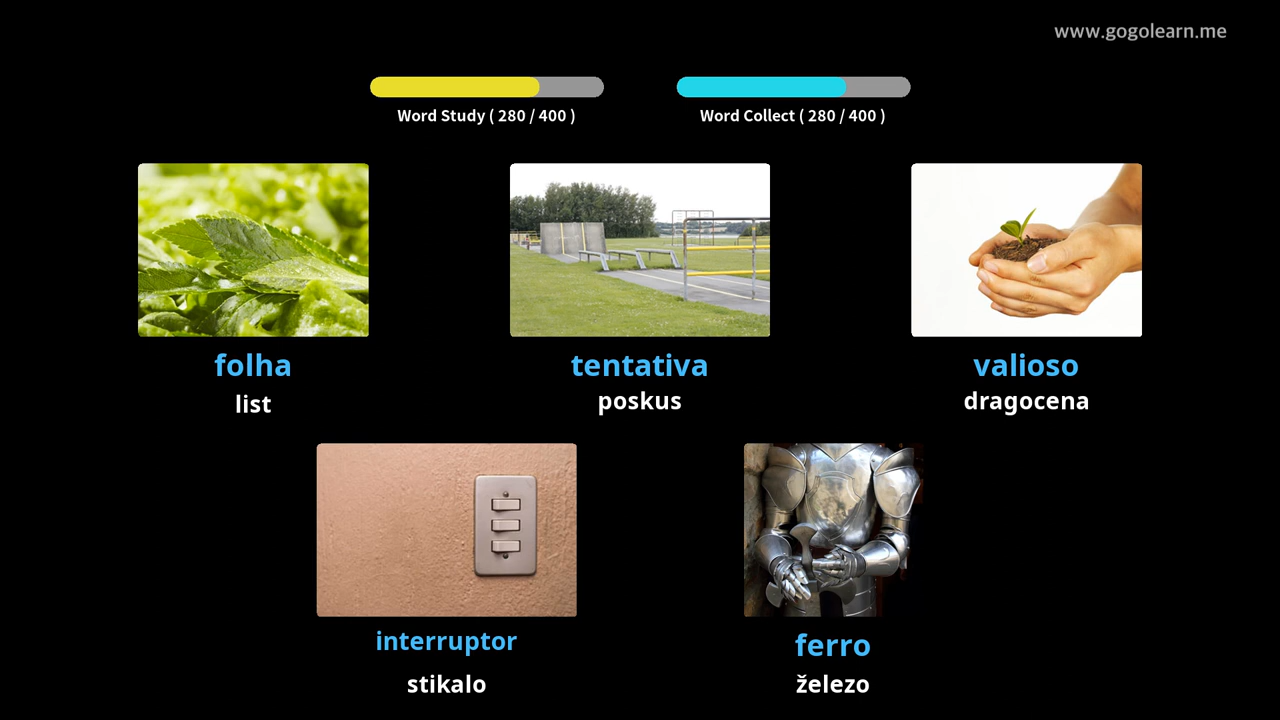 www.gogolearn.me
Word Study ( 280 / 400 )
Word Collect ( 280 / 400 )
folha
list
tentativa
poskus
valioso
dragocena
interruptor
stikalo
ferro
železo